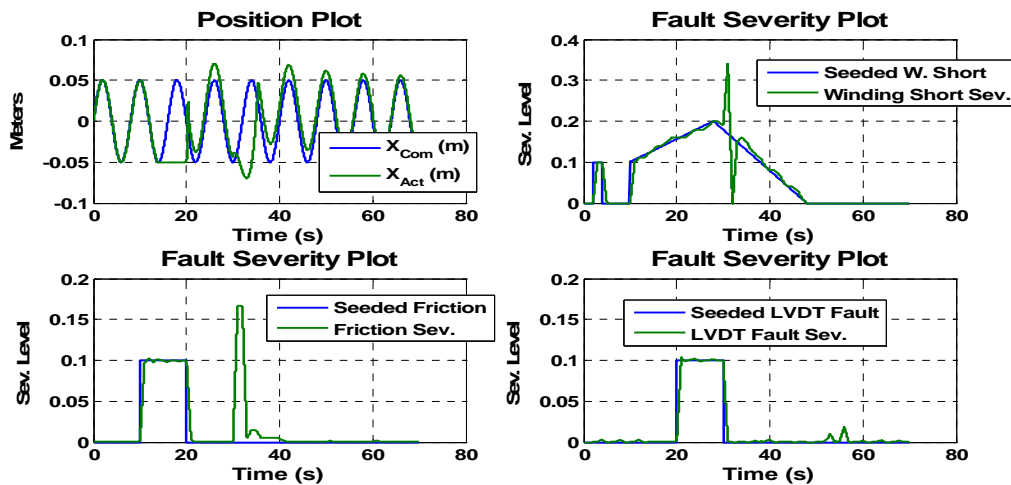 Position Plot
0.1
0.05
0
-0.05
-0.1
Meters
X_Com (m)
X_Act (m)
0 20 40 60 80
Time (s)
Fault Severity Plot
0.4
0.3
0.2
0.1
0
Sev. Level
Seeded W. Short
Winding Short Sev.
0 20 40 60 80
Time (s)
Fault Severity Plot
0.2
0.15
0.1
0.05
0
Sev. Level
Seeded Friction
Friction Sev.
0 20 40 60 80
Time (s)
Fault Severity Plot
0.2
0.15
0.1
0.05
0
Sev. Level
Seeded LVDT Fault
LVDT Fault Sev.
0 20 40 60 80
Time (s)